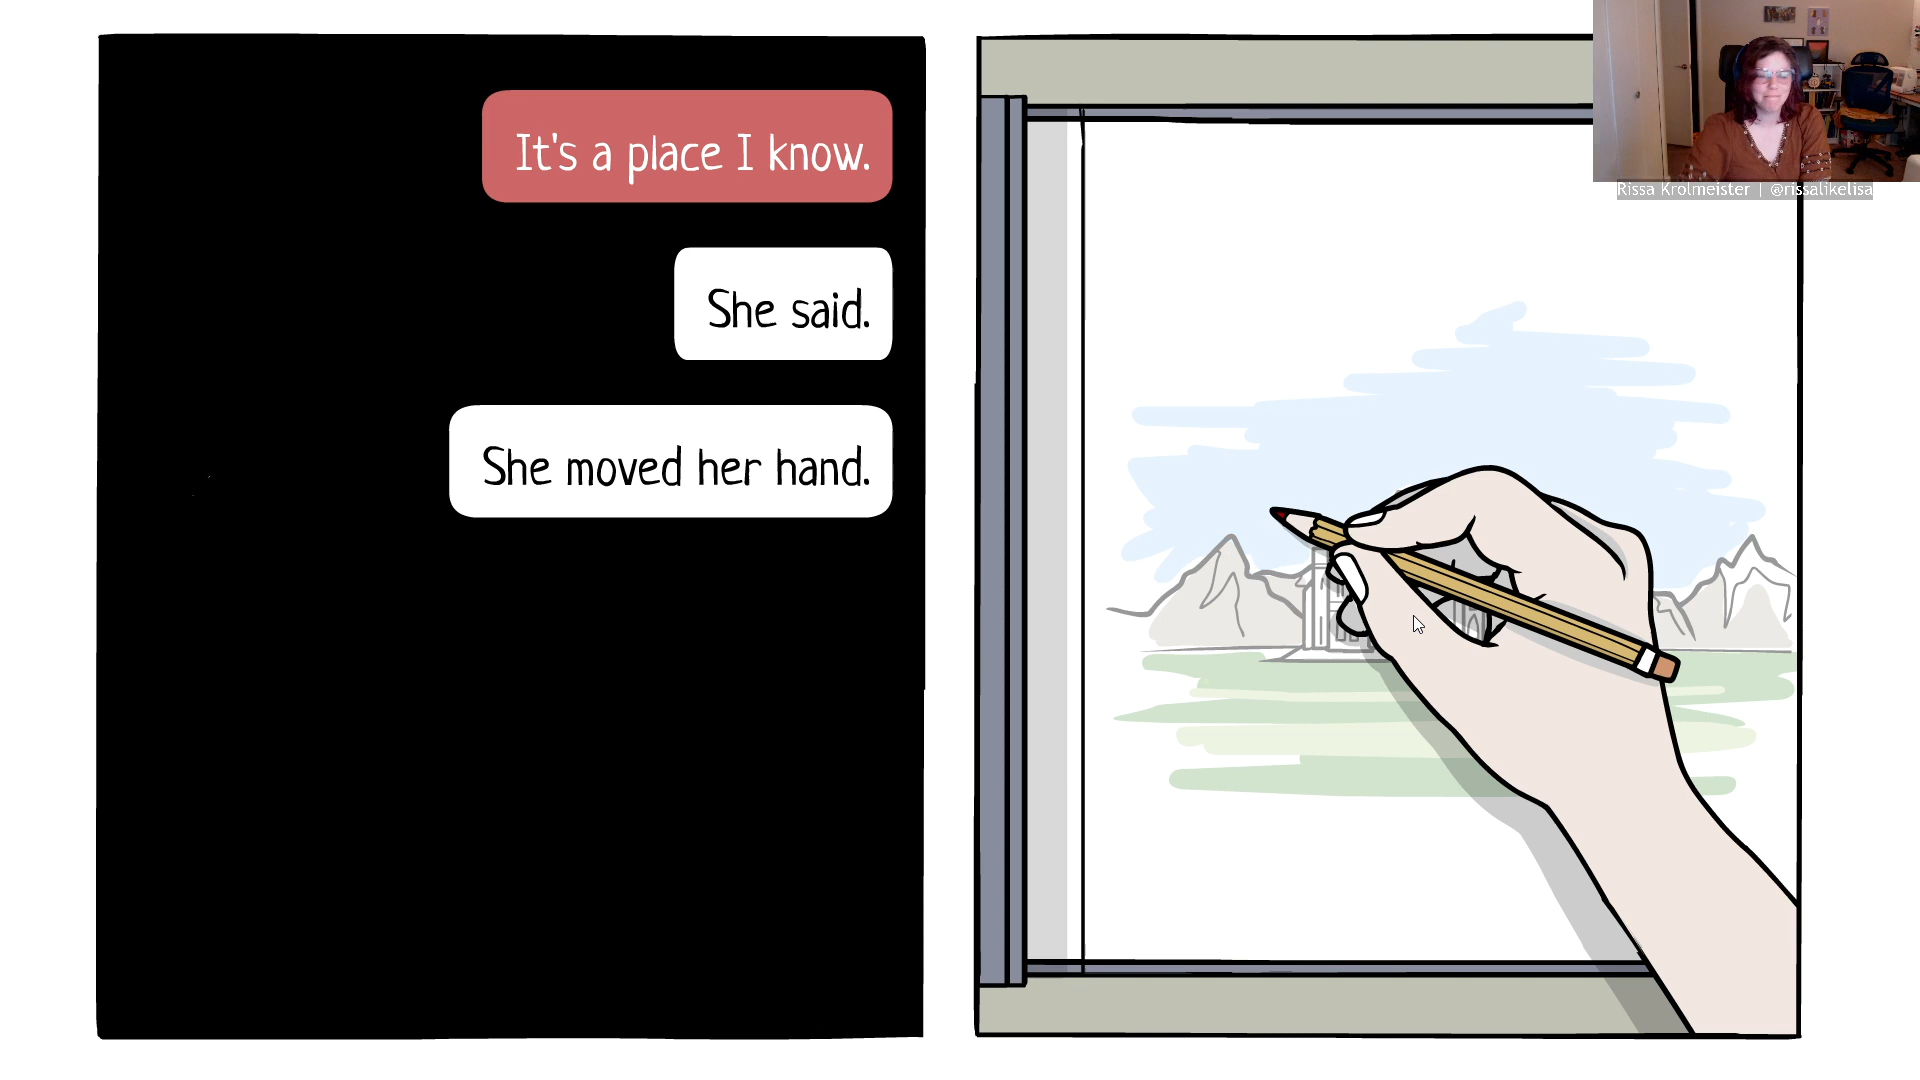 It's a place I know.
She said.
She moved her hand.
Rissa Krolmeister | @rissalikelisa